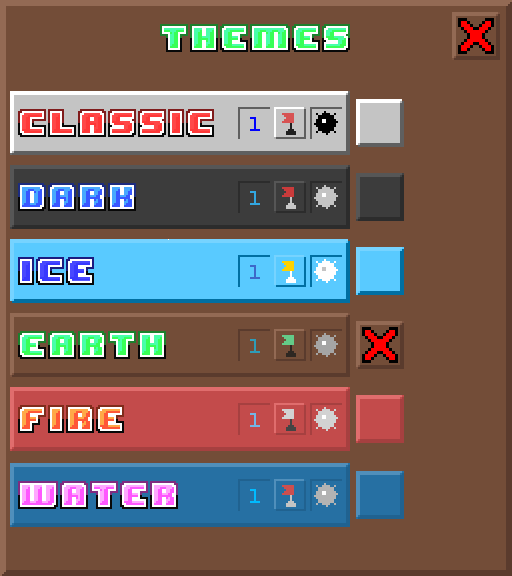 THEMES
CLASSIC 1
DARK 1
ICE 1
EARTH 1
FIRE 1
WATER 1